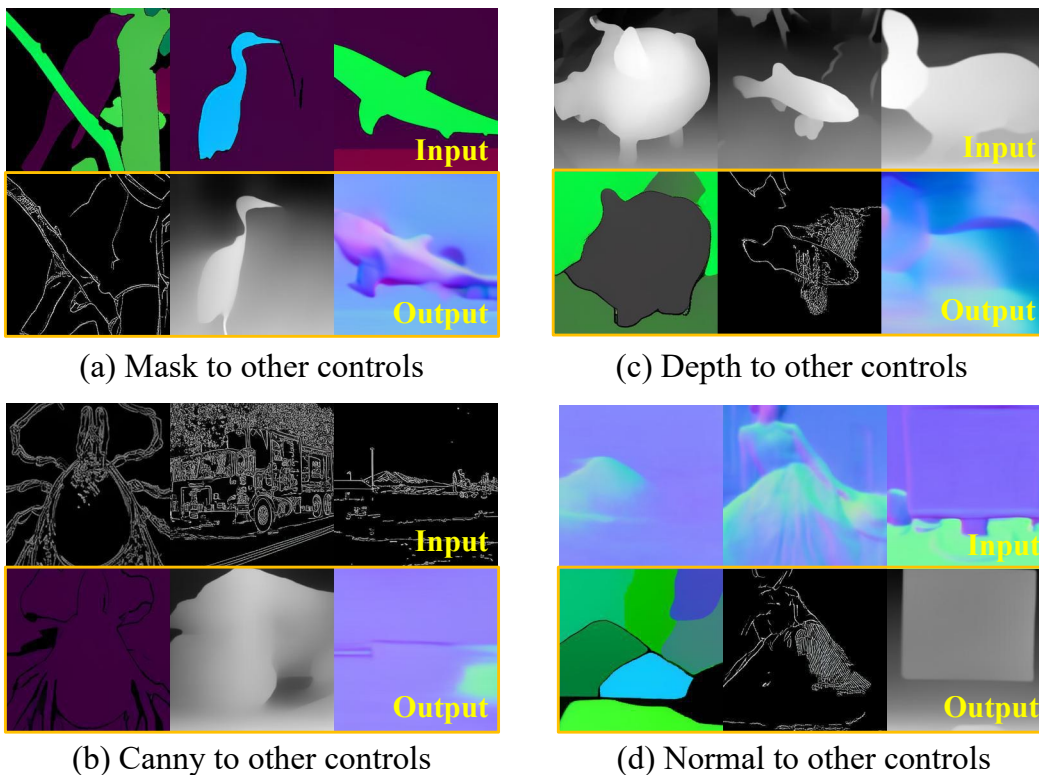 Input
Output
(a) Mask to other controls
Input
Output
(c) Depth to other controls
Input
Output
(b) Canny to other controls
Input
Output
(d) Normal to other controls